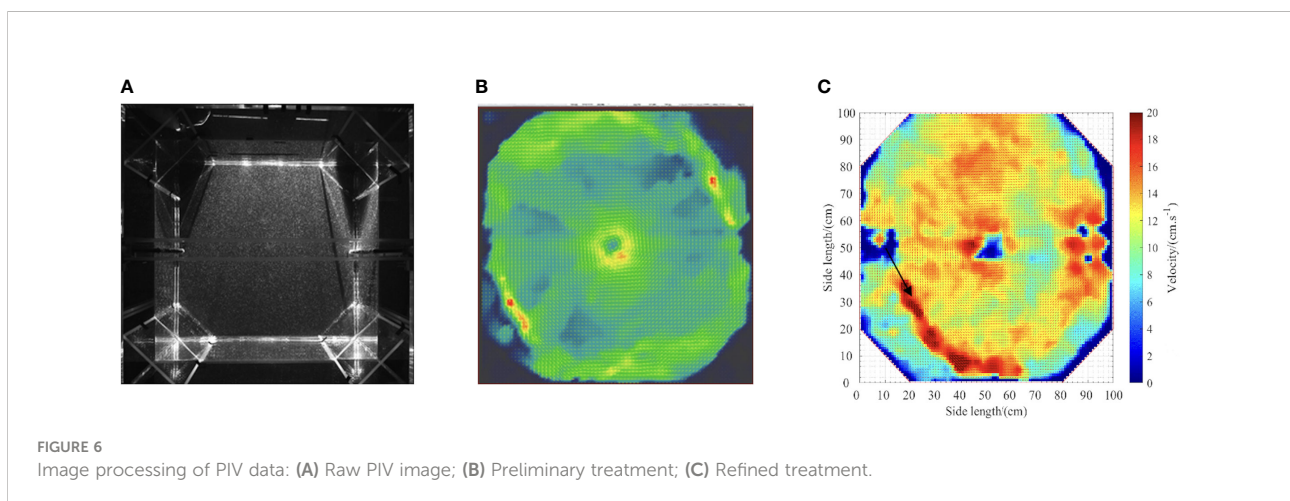 A
B
C
100
90
80
70
60
50
40
30
20
10
0
Side length/(cm)
0 10 20 30 40 50 60 70 80 90 100
Side length/(cm)
20
18
16
14
12
10
8
6
4
2
0
Velocity/(cm.s⁻¹)
FIGURE 6
Image processing of PIV data: (A) Raw PIV image; (B) Preliminary treatment; (C) Refined treatment.